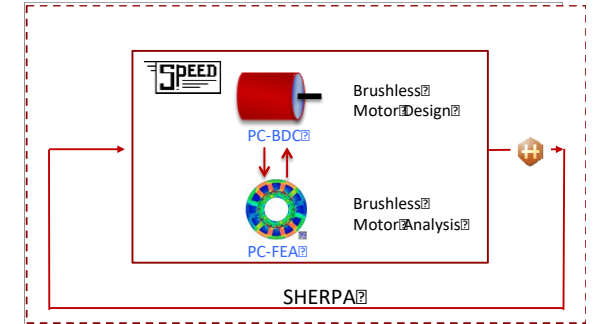 SPEED
Brushless⍰
Motor⍰Design⍰
PC-BDC⍰
Brushless⍰
Motor⍰Analysis⍰
PC-FEA⍰
SHERPA⍰